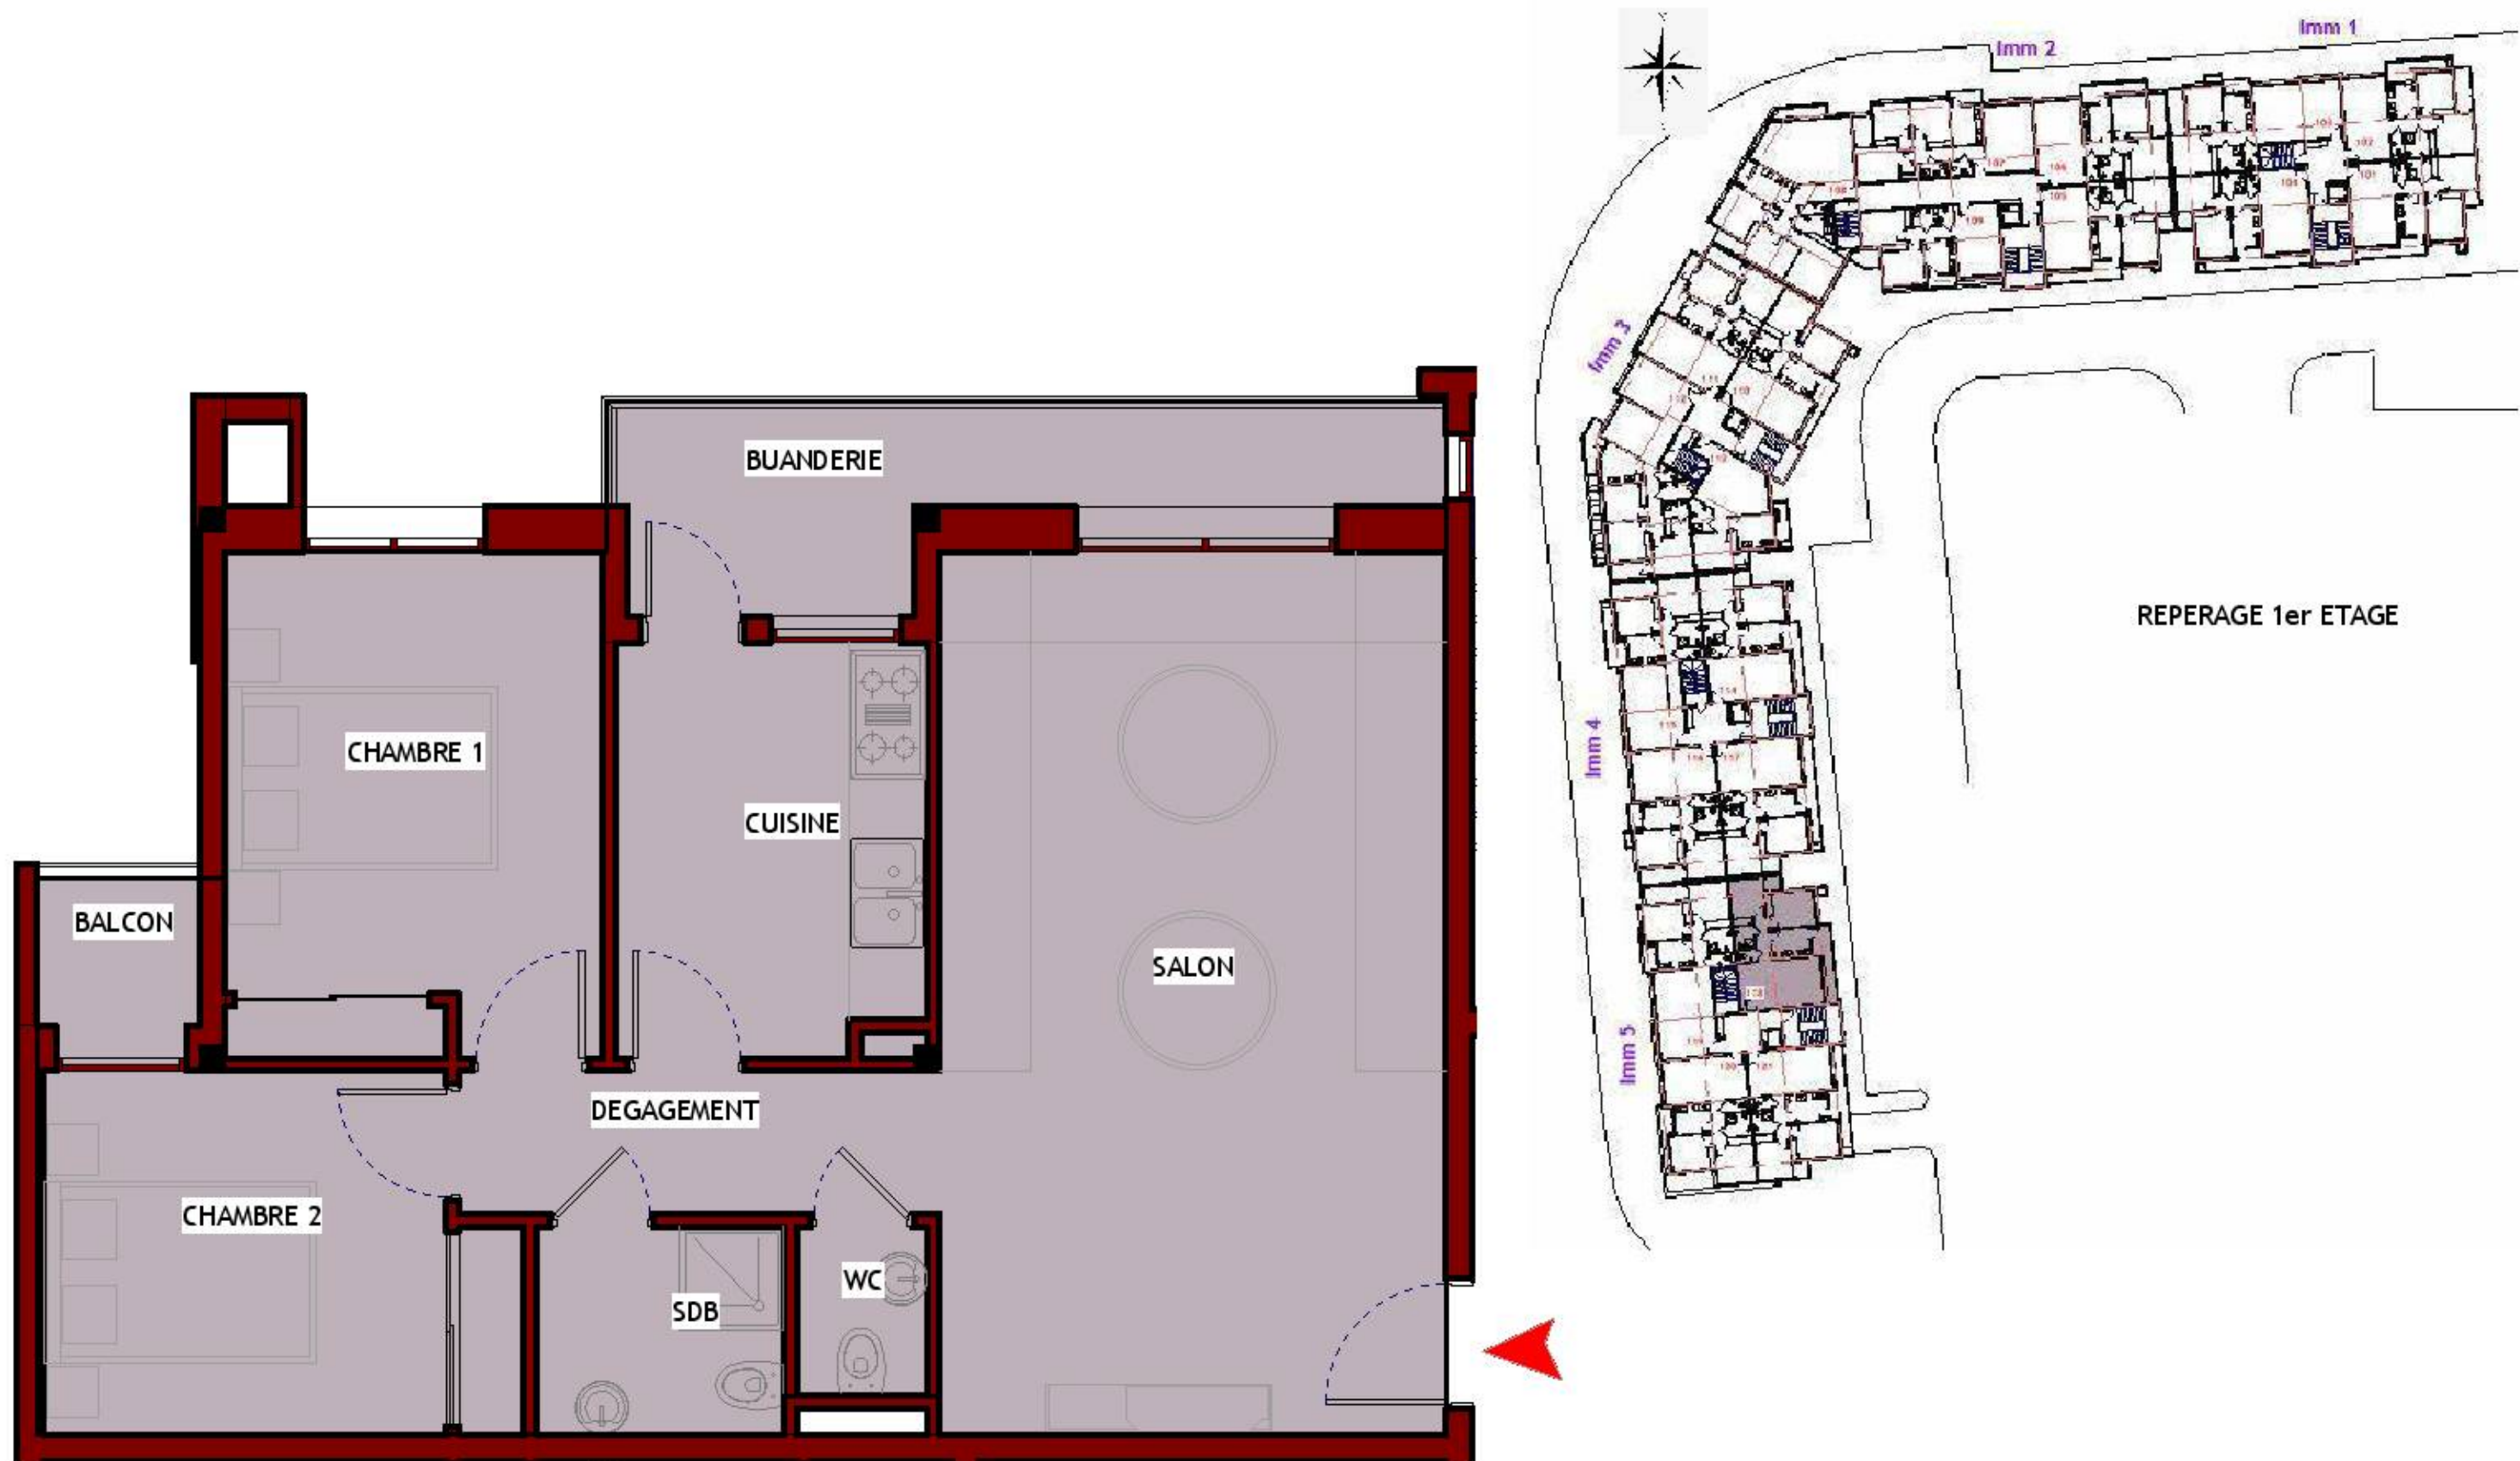 Imm 1
Imm 2
Imm 3
BUANDERIE
REPERAGE 1er ETAGE
CHAMBRE 1
Imm 4
CUISINE
BALCON
SALON
Imm 5
DEGAGEMENT
CHAMBRE 2
WC
SDB